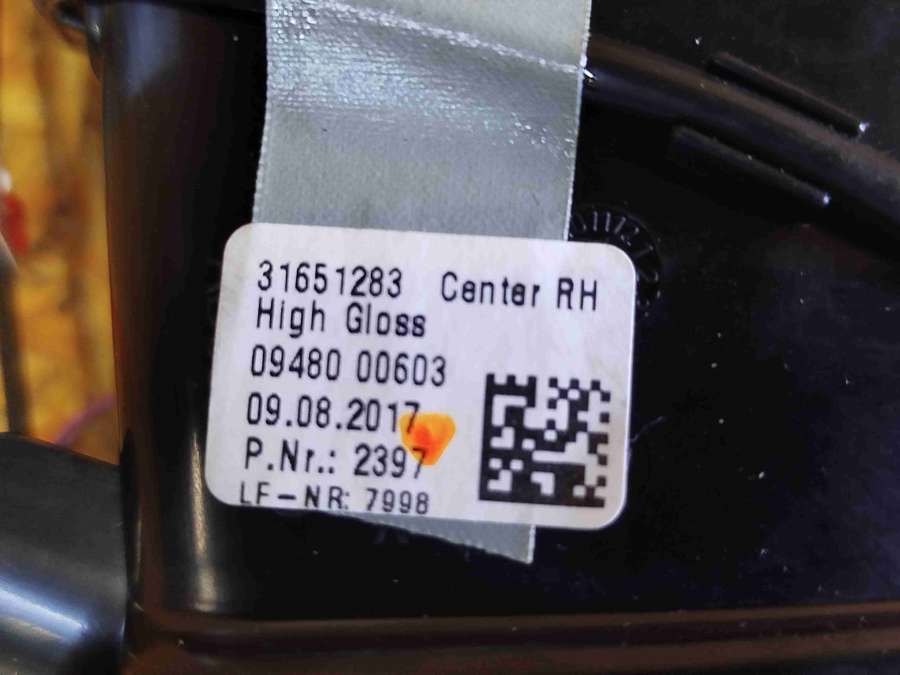 31651283 Center RH
High Gloss
09480 00603
09.08.2017
P.Nr.: 2397
LF-NR: 7998